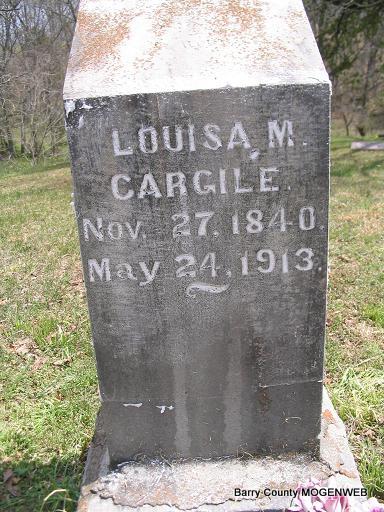 LOUISA, M.
CARGILE.
Nov. 27, 1840.
May 24, 1913.
Barry County MOGENWEB